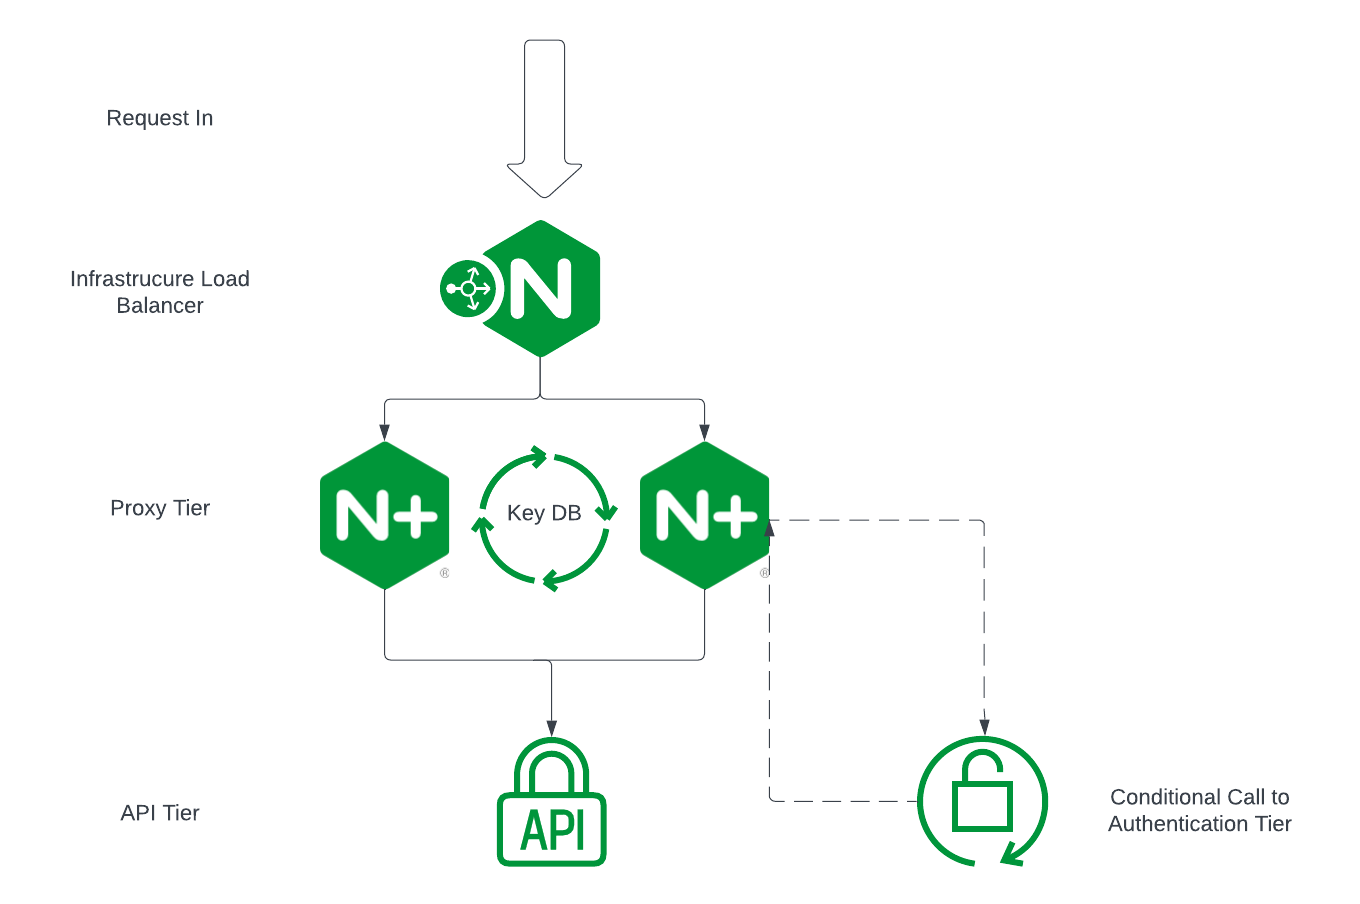 Request In
Infrastrucure Load
Balancer
N
Proxy Tier
N+
®
Key DB
N+
®
API Tier
API
Conditional Call to
Authentication Tier